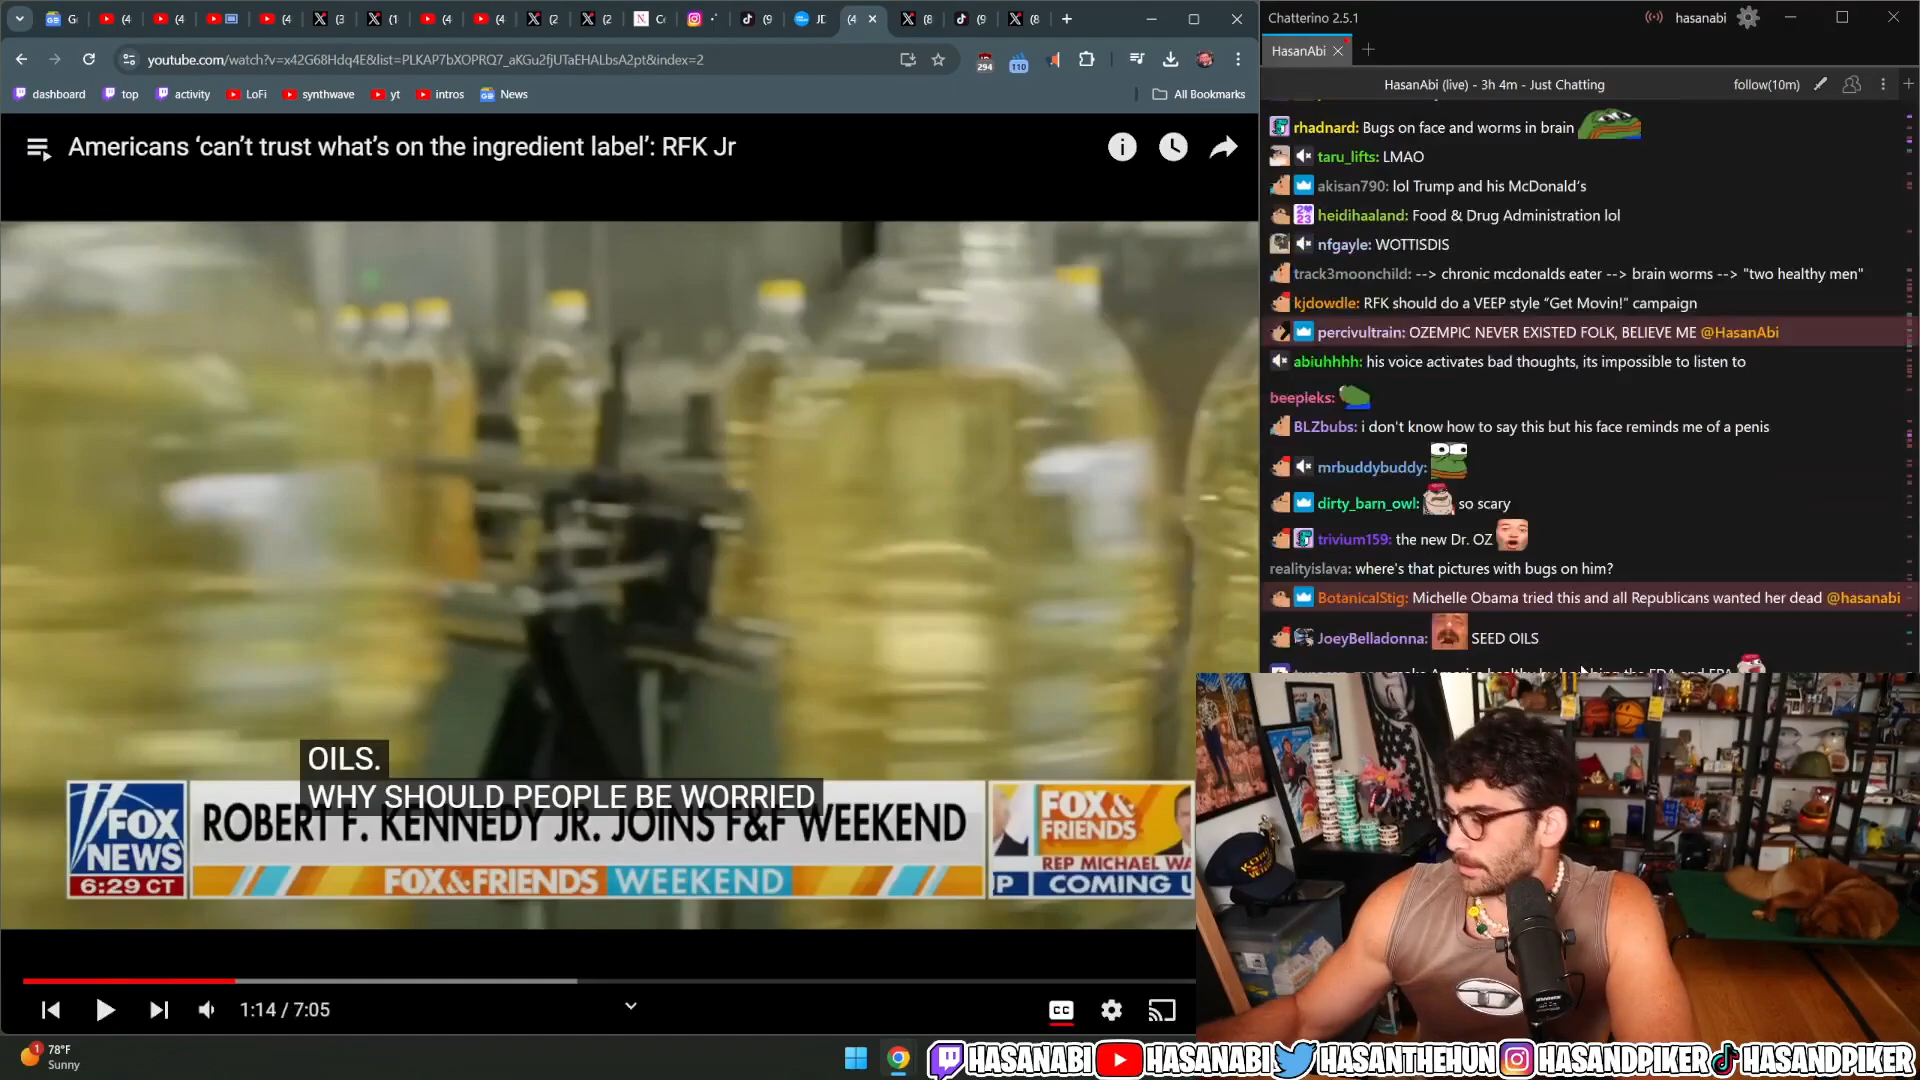 youtube.com/watch?v=x42G68Hdq4E&list=PLKAP7bXOPRQ7_aKGu2fjUTaEHALbsA2pt&index=2
294
110
dashboard
top
activity
LoFi
synthwave
yt
intros
News
All Bookmarks
Americans ‘can’t trust what’s on the ingredient label’: RFK Jr
OILS.
WHY SHOULD PEOPLE BE WORRIED
FOX
NEWS
6:29 CT
ROBERT F. KENNEDY JR. JOINS F&F WEEKEND
FOX&FRIENDS WEEKEND
FOX&
FRIENDS
REP MICHAEL WA
COMING U
1:14 / 7:05
CC
1
78°F
Sunny
Chatterino 2.5.1
hasanabi
HasanAbi
HasanAbi (live) - 3h 4m - Just Chatting
follow(10m)
rhadnard: Bugs on face and worms in brain
taru_lifts: LMAO
akisan790: lol Trump and his McDonald’s
heidihaaland: Food & Drug Administration lol
nfgayle: WOTTISDIS
track3moonchild: --> chronic mcdonalds eater --> brain worms --> "two healthy men"
kjdowdle: RFK should do a VEEP style “Get Movin!” campaign
percivultrain: OZEMPIC NEVER EXISTED FOLK, BELIEVE ME @HasanAbi
abiuhhhh: his voice activates bad thoughts, its impossible to listen to
beepieks:
BLZbubs: i don't know how to say this but his face reminds me of a penis
mrbuddybuddy:
dirty_barn_owl: so scary
trivium159: the new Dr. OZ
realityislava: where's that pictures with bugs on him?
BotanicalStig: Michelle Obama tried this and all Republicans wanted her dead @hasanabi
JoeyBelladonna: SEED OILS
HASANABI
HASANABI
HASANTHEHUN
HASANDPIKER
HASANDPIKER